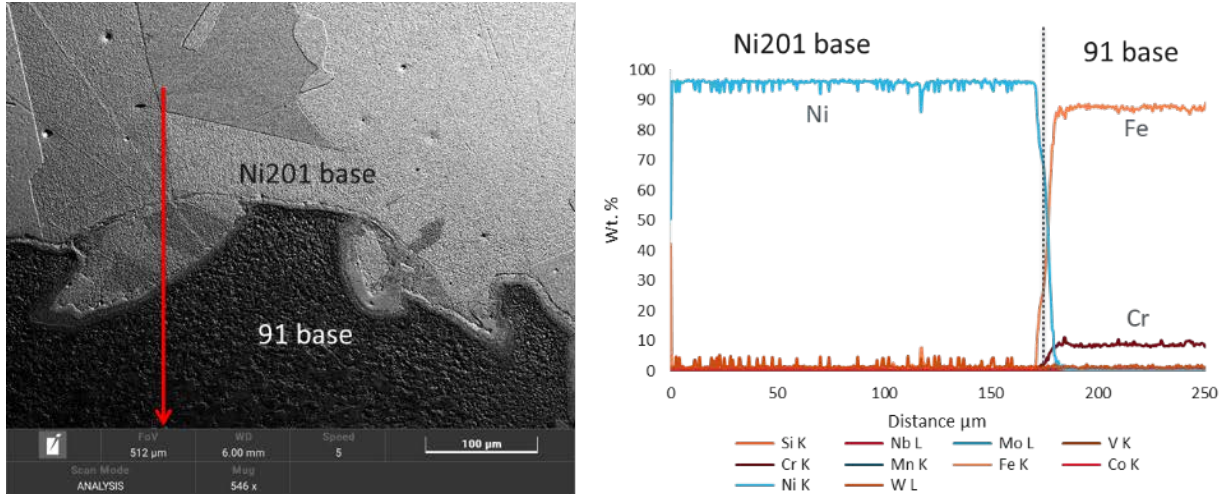 Ni201 base
91 base
FoV
WD
Speed
512 µm
6.00 mm
5
100 µm
Scan Mode
Mag
ANALYSIS
546 x
Ni201 base
91 base
100
90
80
70
60
50
40
30
20
10
0
Wt. %
Ni
Fe
Cr
0
50
100
150
200
250
Distance µm
Si K
Nb L
Mo L
V K
Cr K
Mn K
Fe K
Co K
Ni K
W L